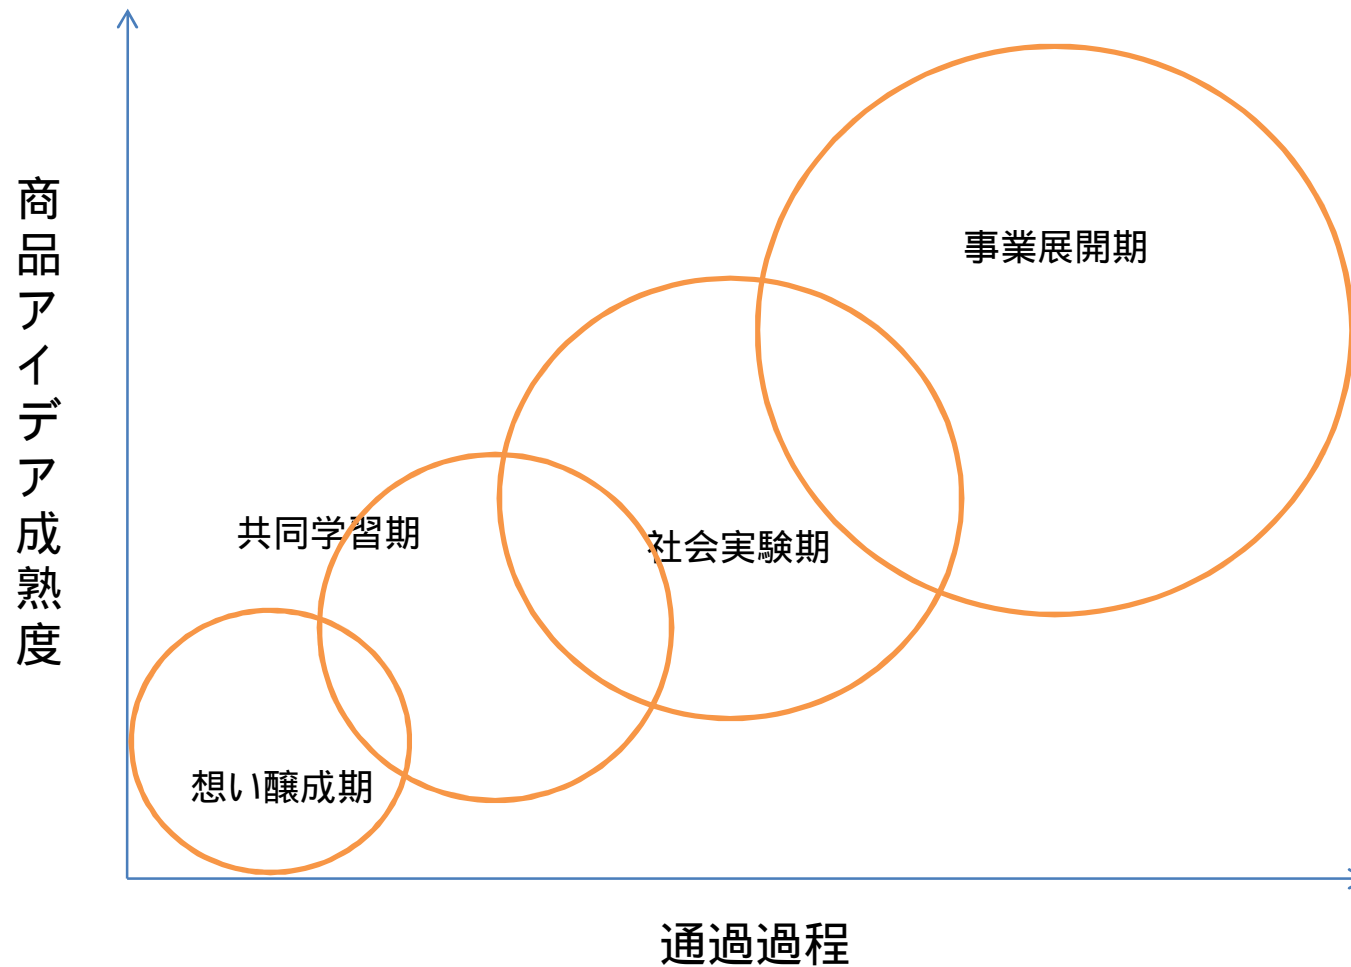 商品アイデア成熟度
事業展開期
共同学習期
社会実験期
想い醸成期
通過過程